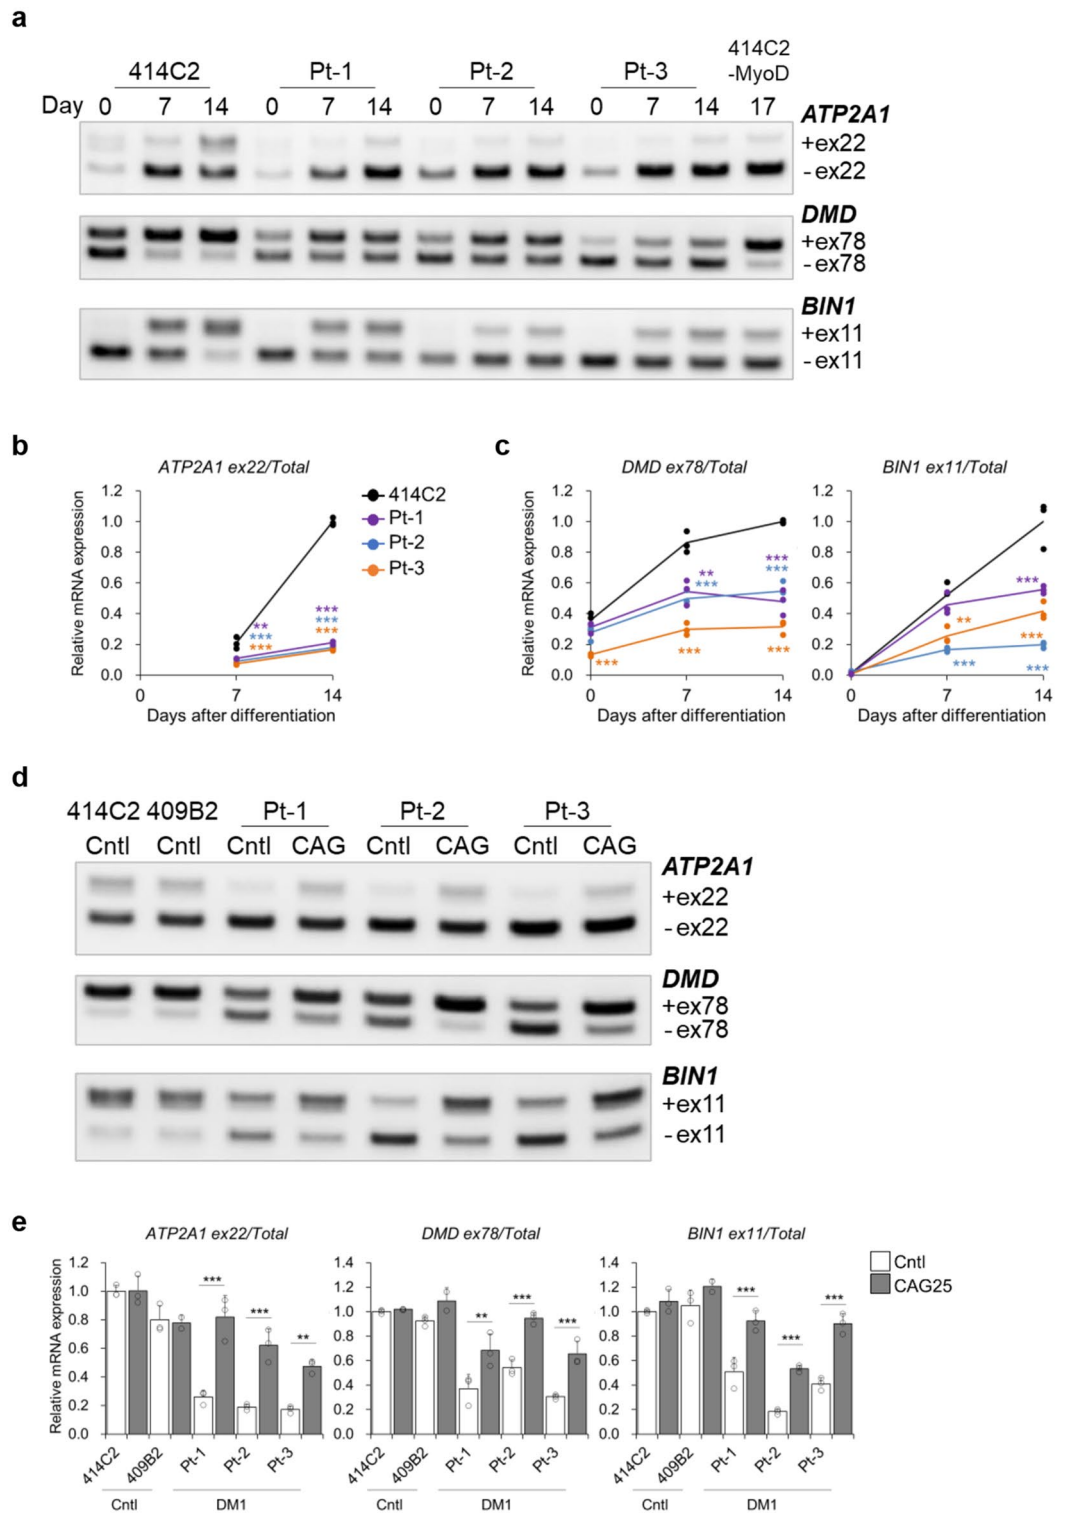 a
414C2 Pt-1 Pt-2 Pt-3 414C2
-MyoD
Day 0 7 14 0 7 14 0 7 14 0 7 14 17
ATP2A1
+ex22
-ex22
DMD
+ex78
-ex78
BIN1
+ex11
-ex11
b
ATP2A1 ex22/Total
Relative mRNA expression
1.2
1.0
0.8
0.6
0.4
0.2
0.0
** *** ***
*** *** ***
0 7 14
Days after differentiation
414C2
Pt-1
Pt-2
Pt-3
c
DMD ex78/Total
Relative mRNA expression
1.2
1.0
0.8
0.6
0.4
0.2
0.0
*** ** *** *** *** *** ***
0 7 14
Days after differentiation
BIN1 ex11/Total
1.2
1.0
0.8
0.6
0.4
0.2
0.0
** *** *** *** ***
0 7 14
Days after differentiation
d
414C2 409B2 Pt-1 Pt-2 Pt-3
Cntl Cntl Cntl CAG Cntl CAG Cntl CAG
ATP2A1
+ex22
-ex22
DMD
+ex78
-ex78
BIN1
+ex11
-ex11
e
ATP2A1 ex22/Total
Relative mRNA expression
1.2
1.0
0.8
0.6
0.4
0.2
0.0
*** *** **
414C2 409B2 Pt-1 Pt-2 Pt-3
Cntl DM1
DMD ex78/Total
1.4
1.2
1.0
0.8
0.6
0.4
0.2
0.0
** *** ***
414C2 409B2 Pt-1 Pt-2 Pt-3
Cntl DM1
BIN1 ex11/Total
1.4
1.2
1.0
0.8
0.6
0.4
0.2
0.0
*** *** ***
414C2 409B2 Pt-1 Pt-2 Pt-3
Cntl DM1
Cntl
CAG25